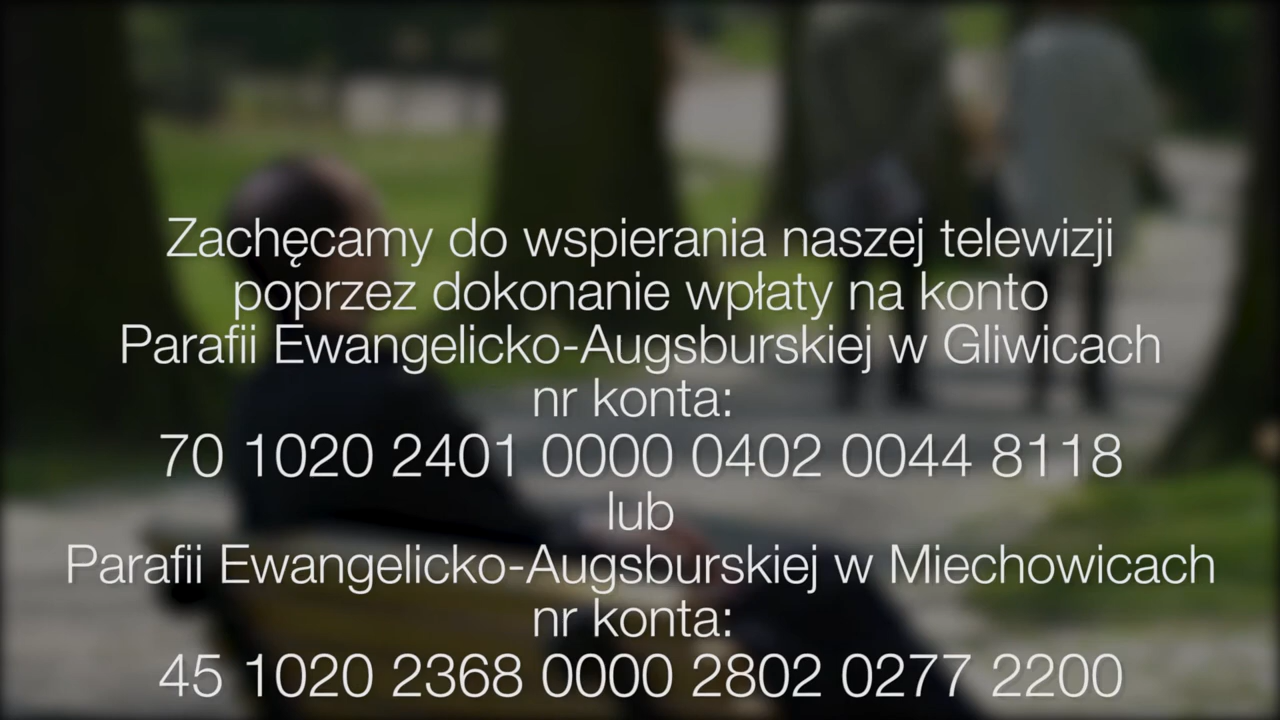 Zachęcamy do wspierania naszej telewizji
poprzez dokonanie wpłaty na konto
Parafii Ewangelicko-Augsburskiej w Gliwicach
nr konta:
70 1020 2401 0000 0402 0044 8118
lub
Parafii Ewangelicko-Augsburskiej w Miechowicach
nr konta:
45 1020 2368 0000 2802 0277 2200